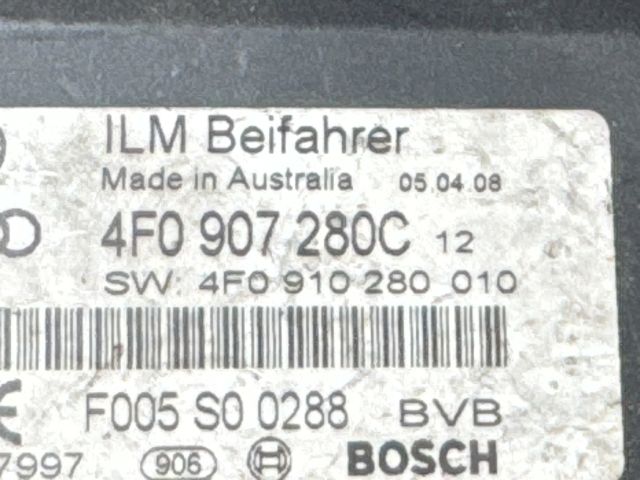 ILM Beifahrer
Made in Australia 05.04.08
4F0 907 280C 12
SW: 4F0 910 280 010
F005 S0 0288 BVB
7997 906 BOSCH